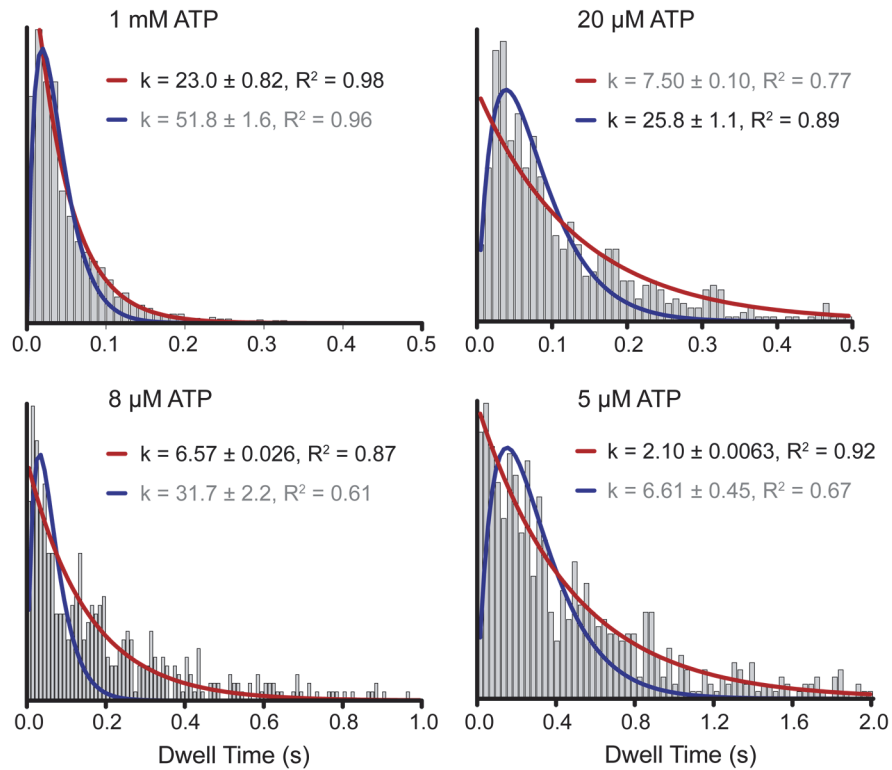 1 mM ATP
k = 23.0 ± 0.82, R² = 0.98
k = 51.8 ± 1.6, R² = 0.96
0.0 0.1 0.2 0.3 0.4 0.5
20 µM ATP
k = 7.50 ± 0.10, R² = 0.77
k = 25.8 ± 1.1, R² = 0.89
0.0 0.1 0.2 0.3 0.4 0.5
8 µM ATP
k = 6.57 ± 0.026, R² = 0.87
k = 31.7 ± 2.2, R² = 0.61
0.0 0.2 0.4 0.6 0.8 1.0
Dwell Time (s)
5 µM ATP
k = 2.10 ± 0.0063, R² = 0.92
k = 6.61 ± 0.45, R² = 0.67
0.0 0.4 0.8 1.2 1.6 2.0
Dwell Time (s)